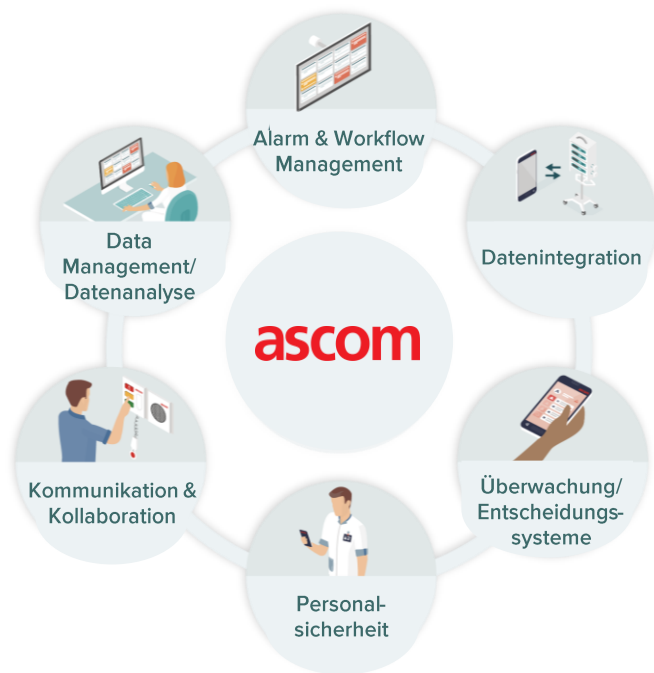 Alarm & Workflow
Management
Datenintegration
Überwachung/
Entscheidungs-
systeme
Personal-
sicherheit
Kommunikation &
Kollaboration
Data
Management/
Datenanalyse
ascom